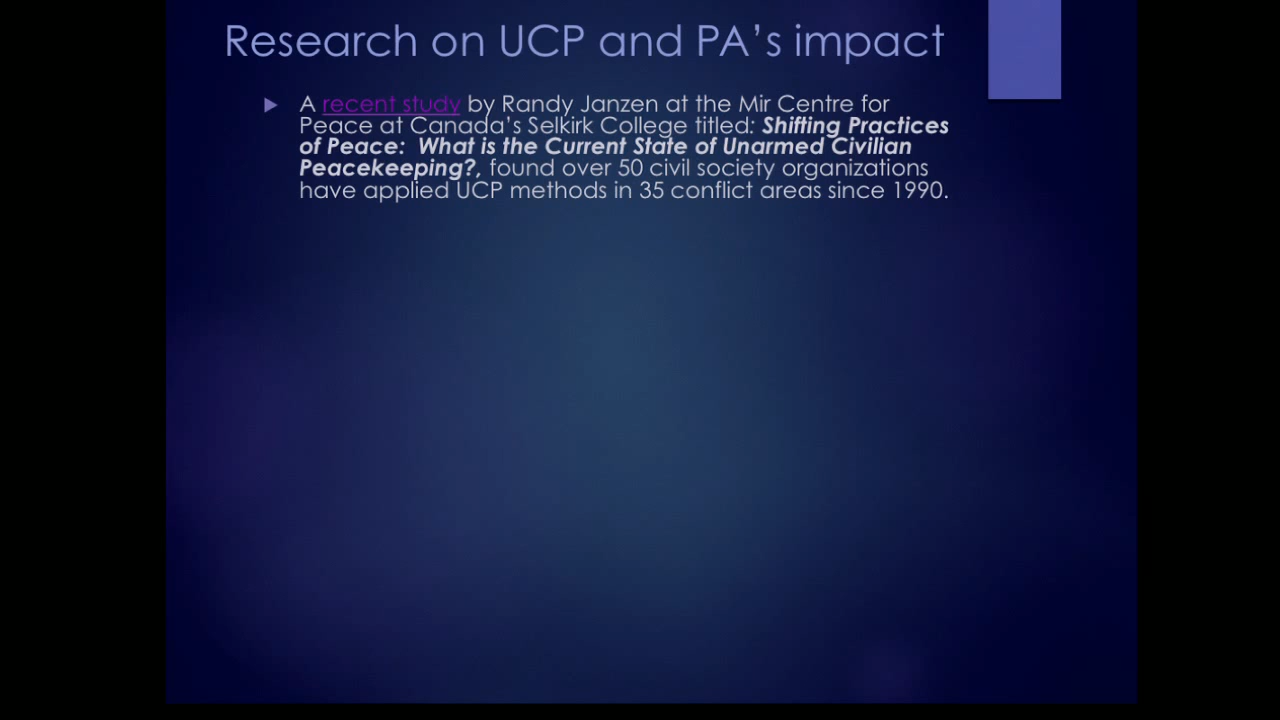 Research on UCP and PA’s impact
A recent study by Randy Janzen at the Mir Centre for
Peace at Canada’s Selkirk College titled: Shifting Practices
of Peace:  What is the Current State of Unarmed Civilian
Peacekeeping?, found over 50 civil society organizations
have applied UCP methods in 35 conflict areas since 1990.